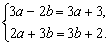 3a − 2b = 3a + 3,
2a + 3b = 3b + 2.